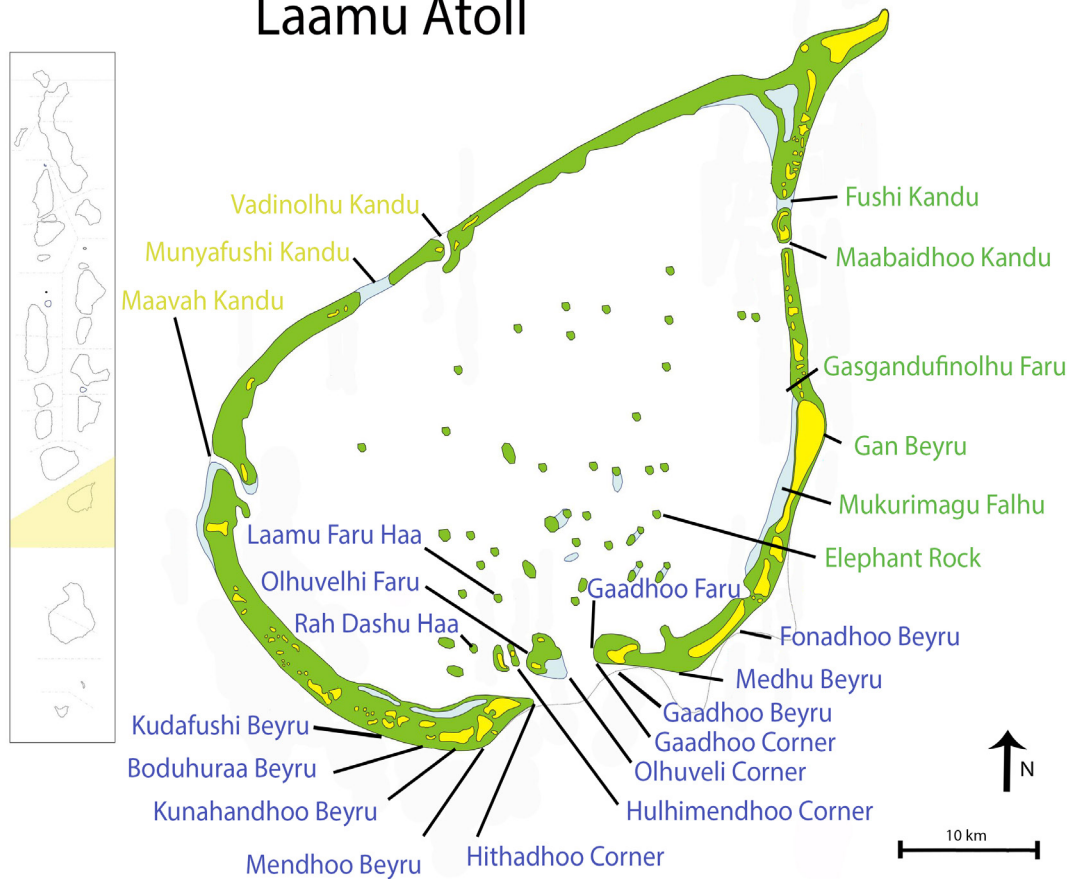 Laamu Atoll
Vadinolhu Kandu
Munyafushi Kandu
Maavah Kandu
Fushi Kandu
Maabaidhoo Kandu
Gasgandufinolhu Faru
Gan Beyru
Mukurimagu Falhu
Elephant Rock
Laamu Faru Haa
Olhuvelhi Faru
Rah Dashu Haa
Gaadhoo Faru
Fonadhoo Beyru
Medhu Beyru
Gaadhoo Beyru
Gaadhoo Corner
Olhuveli Corner
Hulhimendhoo Corner
Kudafushi Beyru
Boduhuraa Beyru
Kunahandhoo Beyru
Mendhoo Beyru
Hithadhoo Corner
N
10 km